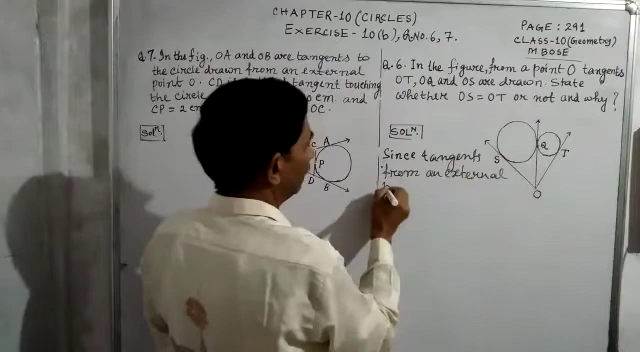 CHAPTER-10 (CIRCLES)
EXERCISE-10(b), Q.No. 6, 7.
PAGE: 291
CLASS-10 (Geometry)
M BOSE
Q.7. In the fig., OA and OB are tangents to
the circle drawn from an external
point O. CD tangent touching
the circle cm. and
CP = 2 OC.
Soln.
C A
P
D B
Q.6. In the figure, from a point O tangents
OT, OQ and OS are drawn. State
whether OS = OT or not and why?
SOLN.
Since tangents
from an external
S Q T
O